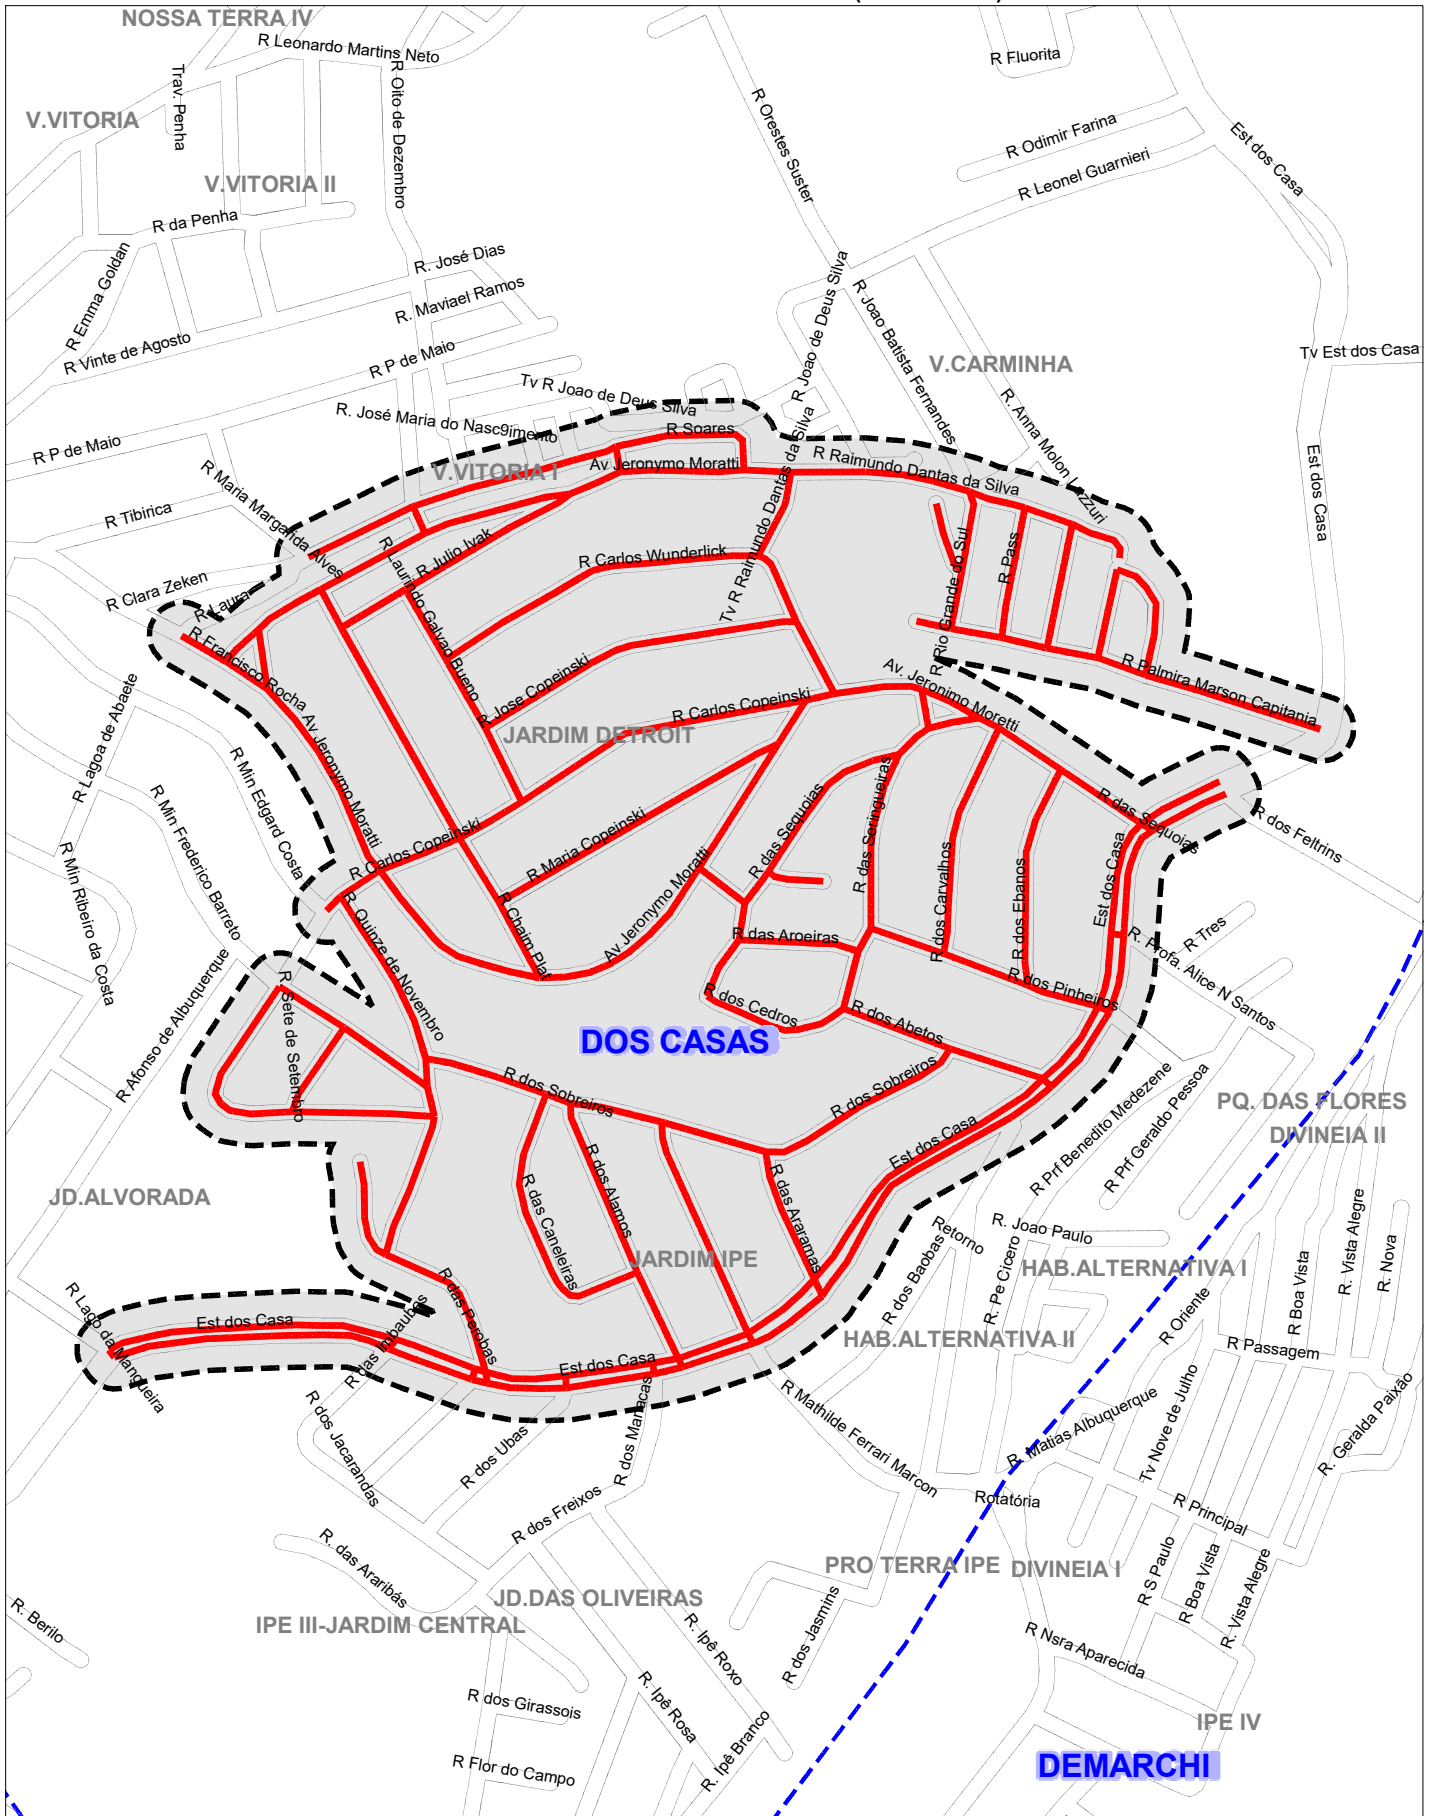 NOSSA TERRA IV
R Leonardo Martins Neto
R Fluorita
Trav. Penha
R Oito de Dezembro
R Orestes Suster
V.VITORIA
R Odimir Farina
Est dos Casa
R Leonel Guarnieri
V.VITORIA II
R da Penha
R Emma Goldan
R. José Dias
R. Maviael Ramos
R Joao de Deus Silva
R Joao Batista Fernandes
R Vinte de Agosto
R P de Maio
V.CARMINHA
Tv Est dos Casa
Tv R Joao de Deus Silva
R. Anna Molon Lazzuri
R. José Maria do Nasc9imento
R Soares
R P de Maio
V.VITORIA I
Av Jeronymo Moratti
R Raimundo Dantas da Silva
Est dos Casa
R Maria Margarida Alves
R Tibirica
R Laurindo Galvao Bueno
R Julio Ivak
R Carlos Wunderlick
Tv R Raimundo Dantas da Silva
R. Rio Grande do Sul
R Pass
R Clara Zeken
R Laura
R Francisco Rocha
R. Jose Copeinski
R Palmira Marson Capitania
R Lagoa de Abaete
Av Jeronymo Moratti
R Carlos Copeinski
Av. Jeronimo Moretti
JARDIM DETROIT
R Min Edgard Costa
R Min Frederico Barreto
R das Sequoias
R das Seringueiras
R das Sequoias
R dos Feltrins
R Carlos Copeinski
R Maria Copeinski
R Min Ribeiro da Costa
R. Quinze de Novembro
R Chaim Plat
Av Jeronymo Moratti
R das Aroeiras
R dos Carvalhos
R dos Ebanos
Est dos Casa
R. Profa. Alice N Santos
R Tres
R Afonso de Albuquerque
R. Sete de Setembro
R dos Cedros
R dos Abetos
R dos Pinheiros
DOS CASAS
R dos Sobreiros
R dos Sobreiros
Est dos Casa
R Prf Benedito Medezene
R Prf Geraldo Pessoa
PQ. DAS FLORES
DIVINEIA II
JD.ALVORADA
R das Caneleiras
R dos Alamos
R das Araramas
Retorno
R. Joao Paulo
R. Vista Alegre
R. Nova
JARDIM IPE
HAB.ALTERNATIVA I
R dos Baobas
R. Pe Cicero
R Oriente
R Boa Vista
R Lago da Mangueira
Est dos Casa
R das Imbaubas
R das Perobas
Est dos Casa
HAB.ALTERNATIVA II
R Passagem
R dos Jacarandas
R dos Ubas
R dos Manacas
R Mathilde Ferrari Marcon
R. Matias Albuquerque
Tv Nove de Julho
R. Geralda Paixão
Rotatória
R Principal
R dos Freixos
R. das Araribás
PRO TERRA IPE
DIVINEIA I
R S Paulo
R Boa Vista
R. Vista Alegre
JD.DAS OLIVEIRAS
IPE III-JARDIM CENTRAL
R. Berilo
R. Ipê Roxo
R dos Jasmins
R Nsra Aparecida
R. Ipê Rosa
R dos Girassois
IPE IV
R. Ipê Branco
R Flor do Campo
DEMARCHI